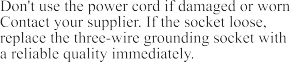 Don't use the power cord if damaged or worn
Contact your supplier. If the socket loose,
replace the three-wire grounding socket with
a reliable quality immediately.